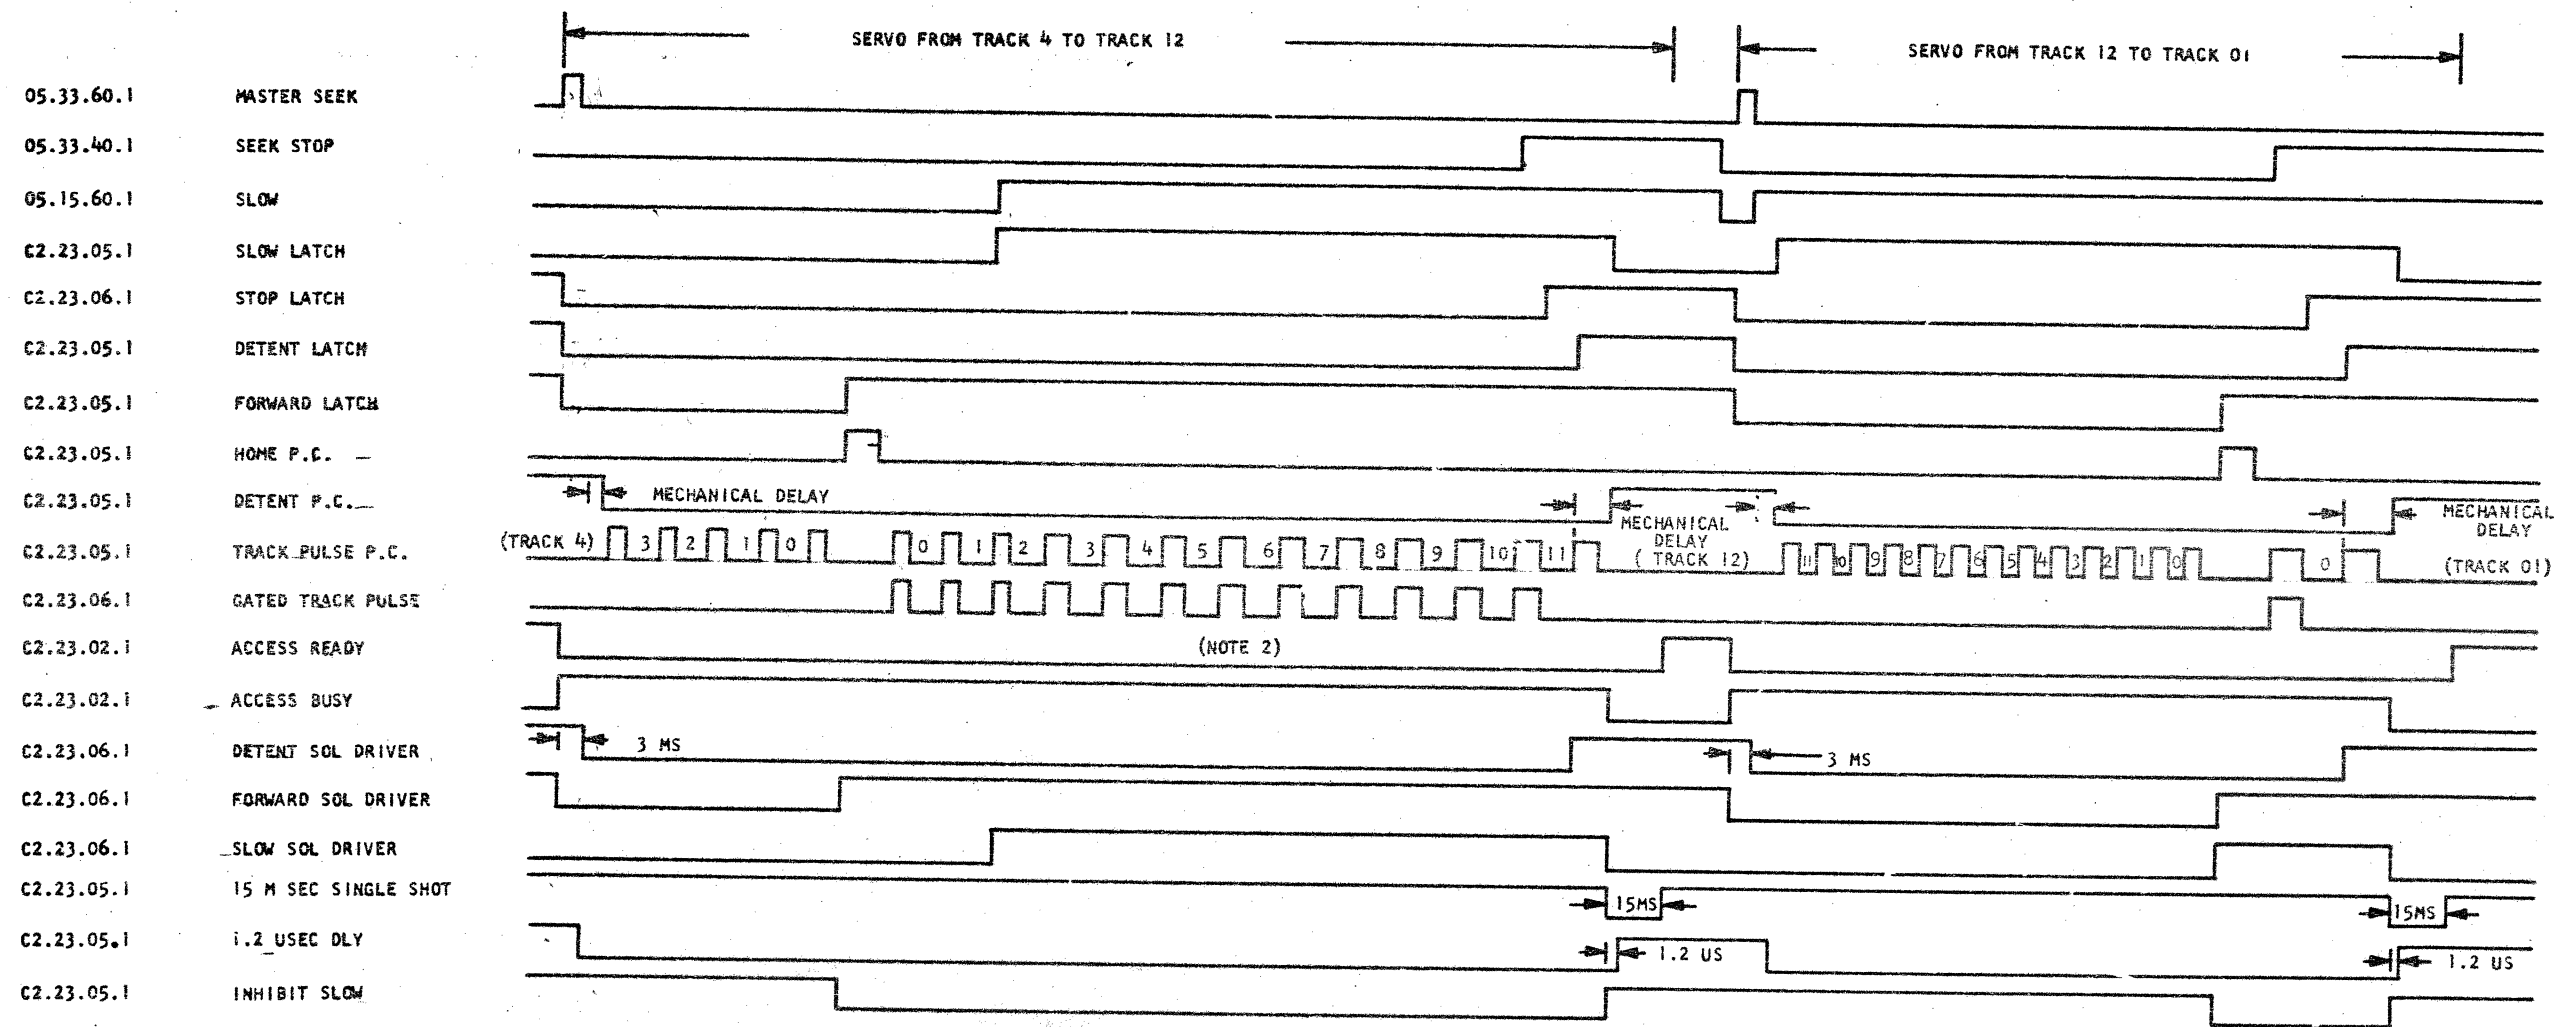 SERVO FROM TRACK 4 TO TRACK 12
SERVO FROM TRACK 12 TO TRACK 01
05.33.60.1 MASTER SEEK
05.33.40.1 SEEK STOP
05.15.60.1 SLOW
C2.23.05.1 SLOW LATCH
C2.23.06.1 STOP LATCH
C2.23.05.1 DETENT LATCH
C2.23.05.1 FORWARD LATCH
C2.23.05.1 HOME P.C.
C2.23.05.1 DETENT P.C. MECHANICAL DELAY
MECHANICAL DELAY
MECHANICAL DELAY
C2.23.05.1 TRACK PULSE P.C. (TRACK 4) 3 2 1 0 0 1 2 3 4 5 6 7 8 9 10 11 (TRACK 12) 11 10 9 8 7 6 5 4 3 2 1 0 0 (TRACK 01)
C2.23.06.1 GATED TRACK PULSE
C2.23.02.1 ACCESS READY (NOTE 2)
C2.23.02.1 ACCESS BUSY
C2.23.06.1 DETENT SOL DRIVER 3 MS 3 MS
C2.23.06.1 FORWARD SOL DRIVER
C2.23.06.1 SLOW SOL DRIVER
C2.23.05.1 15 M SEC SINGLE SHOT 15MS 15MS
C2.23.05.1 1.2 USEC DLY 1.2 US 1.2 US
C2.23.05.1 INHIBIT SLOW